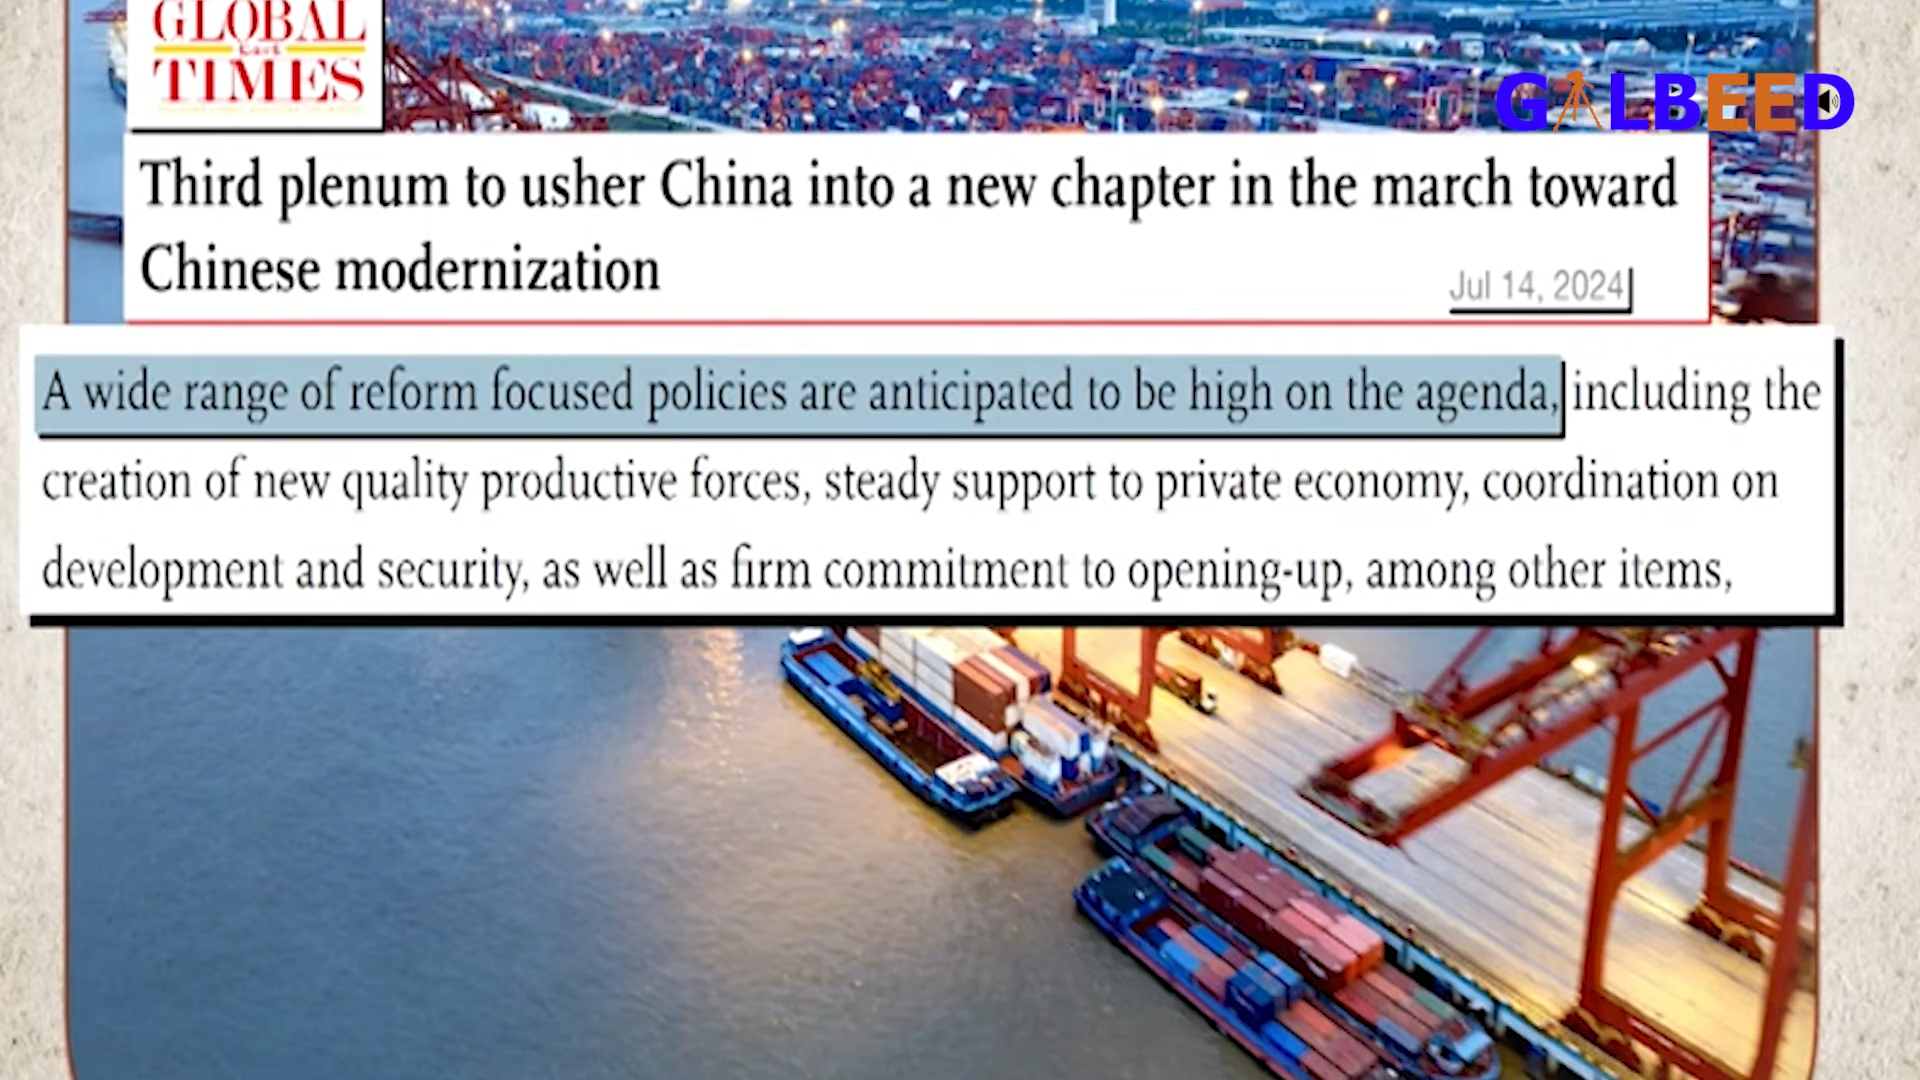 GLOBAL
TIMES
GALBEED
Third plenum to usher China into a new chapter in the march toward
Chinese modernization
Jul 14, 2024
A wide range of reform focused policies are anticipated to be high on the agenda, including the
creation of new quality productive forces, steady support to private economy, coordination on
development and security, as well as firm commitment to opening-up, among other items,